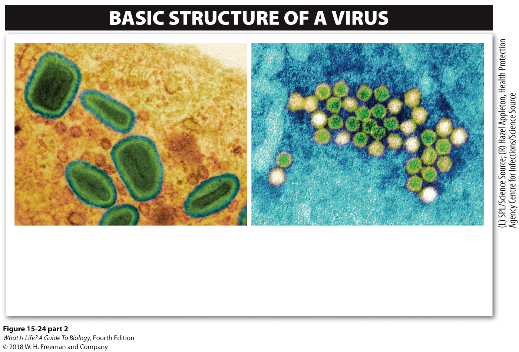 BASIC STRUCTURE OF A VIRUS
(L) SPL/Science Source; (R) Hazel Appleton, Health Protection
Agency Centre for Infections/Science Source
Figure 15-24 part 2
What Is Life? A Guide To Biology, Fourth Edition
© 2018 W. H. Freeman and Company